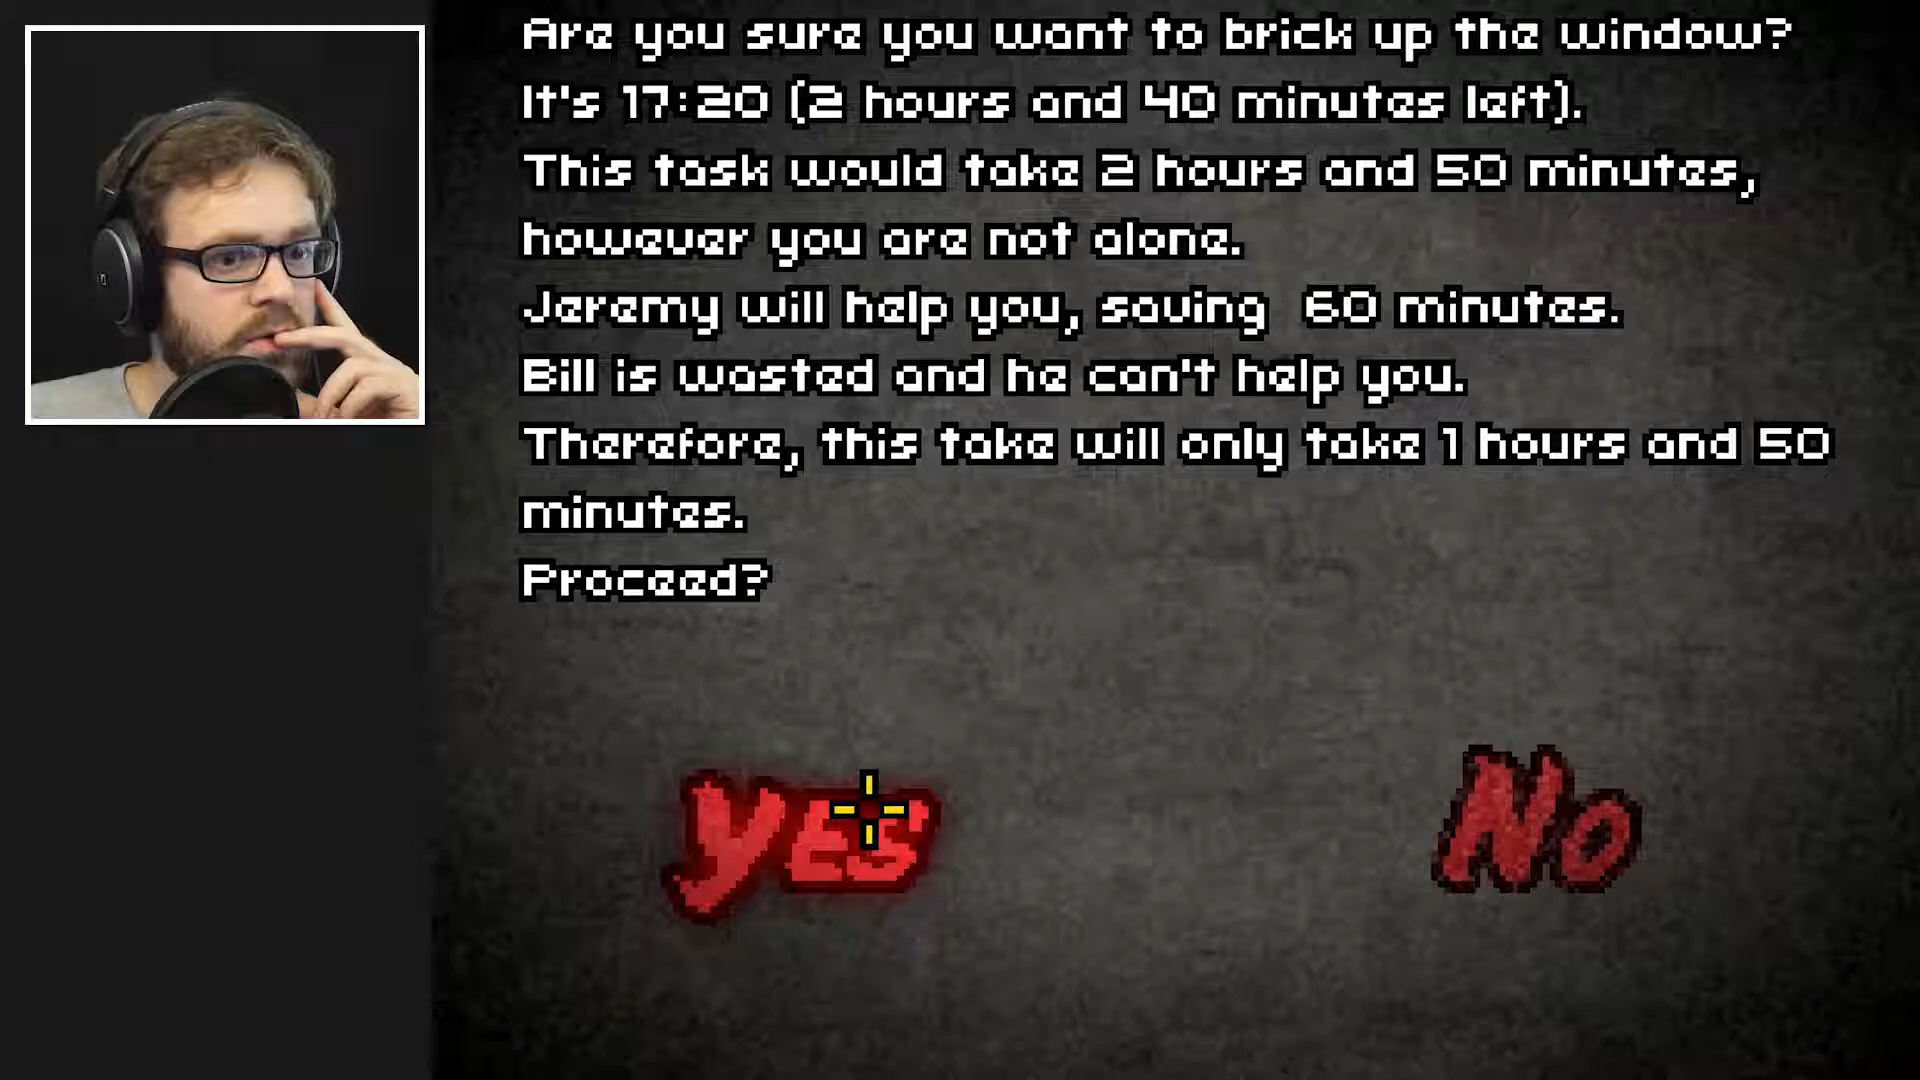 Are you sure you want to brick up the window?
It's 17:20 (2 hours and 40 minutes left).
This task would take 2 hours and 50 minutes,
however you are not alone.
Jeremy will help you, saving  60 minutes.
Bill is wasted and he can't help you.
Therefore, this take will only take 1 hours and 50
minutes.
Proceed?
Yes No